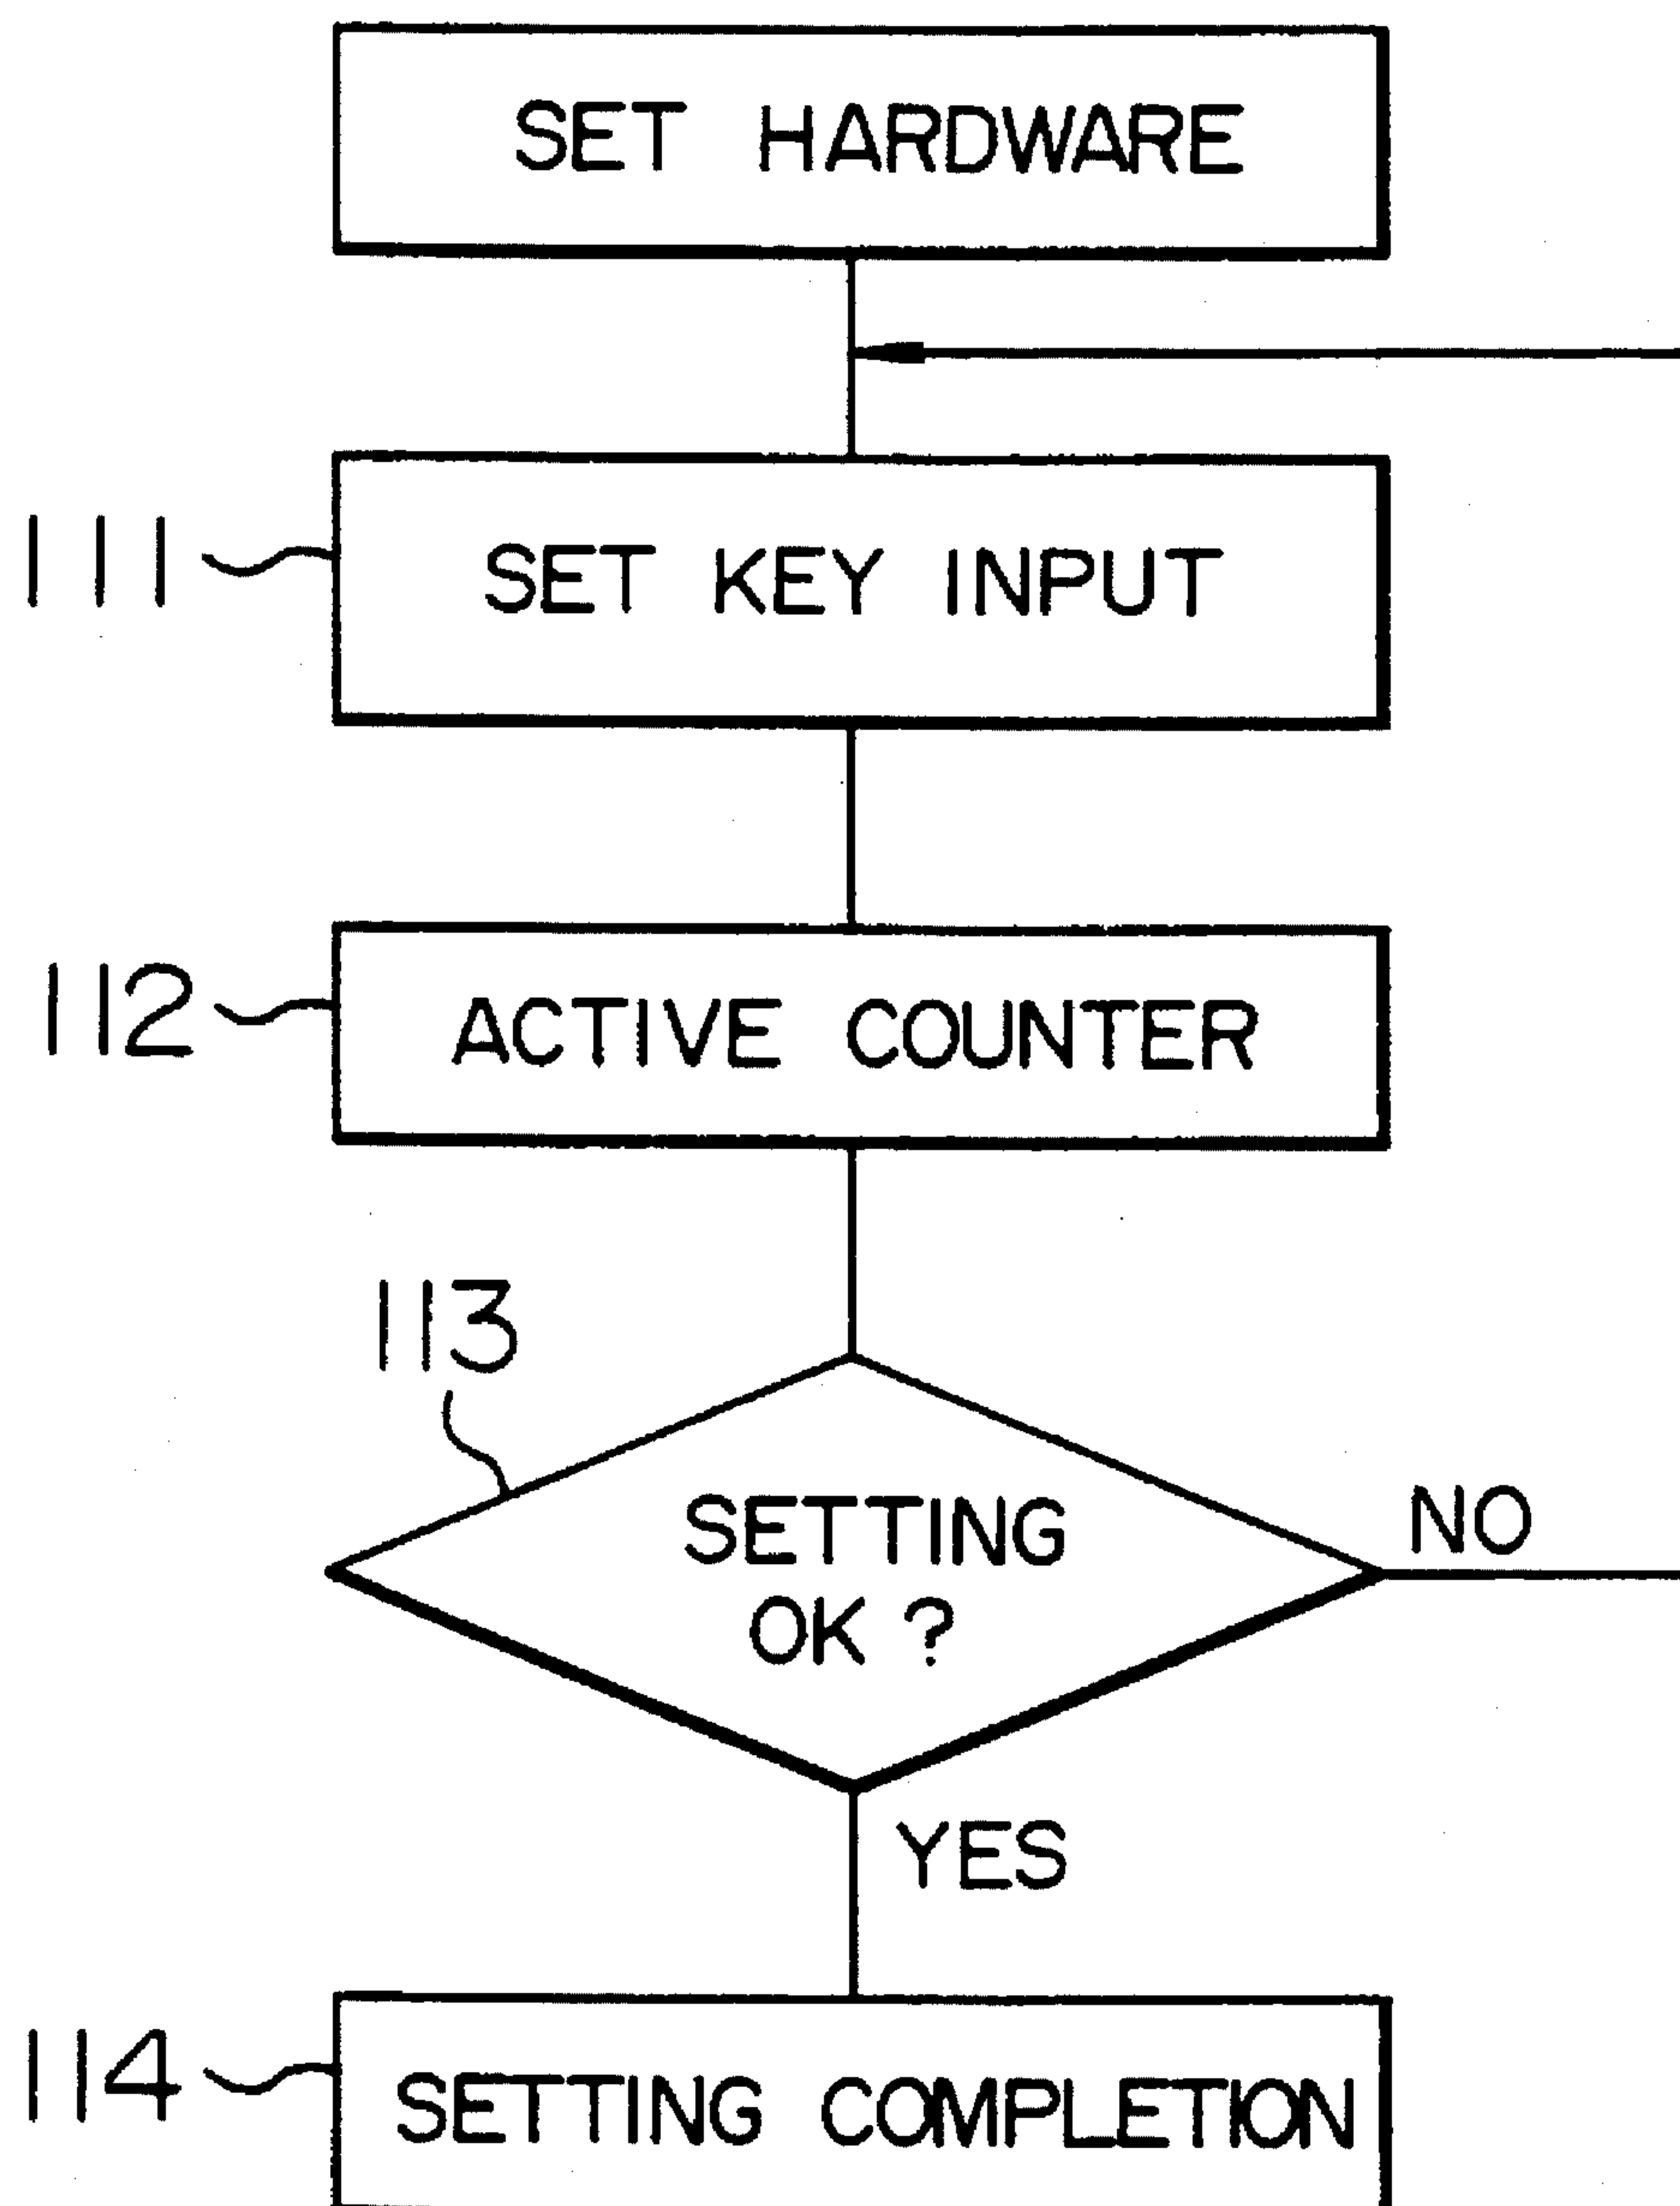 SET HARDWARE
111
SET KEY INPUT
112
ACTIVE COUNTER
113
SETTING
OK ?
NO
YES
114
SETTING COMPLETION